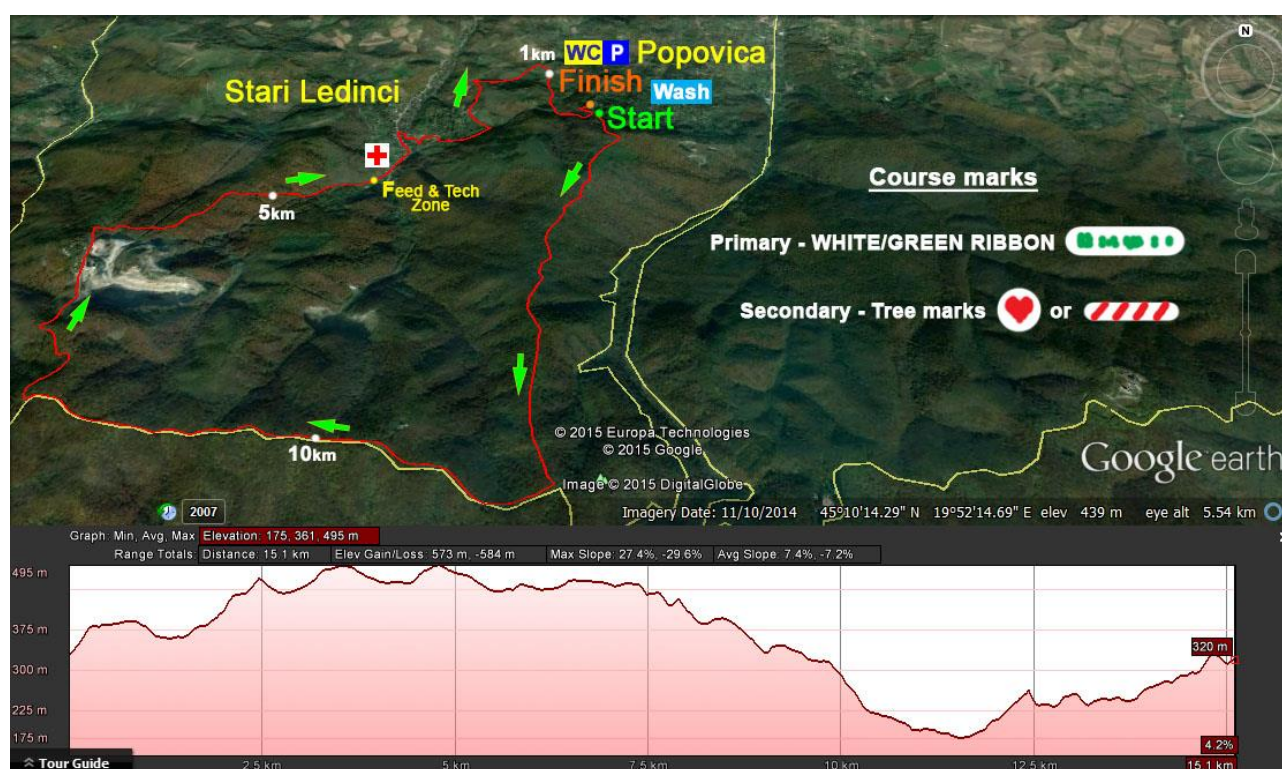 N
1km WC P Popovica
Finish
Wash
Stari Ledinci
Start
Feed & Tech
Zone
5km
Course marks
Primary - WHITE/GREEN RIBBON
Secondary - Tree marks or
10km
© 2015 Europa Technologies
© 2015 Google
Image © 2015 DigitalGlobe
Google earth
2007
Imagery Date: 11/10/2014 45°10'14.29" N 19°52'14.69" E elev 439 m eye alt 5.54 km
Graph: Min, Avg, Max Elevation: 175, 361, 495 m
Range Totals: Distance: 15.1 km Elev Gain/Loss: 573 m, -584 m Max Slope: 27.4%, -29.6% Avg Slope: 7.4%, -7.2%
495 m
375 m
300 m
225 m
175 m
320 m
4.2%
Tour Guide
2.5 km
5 km
7.5 km
10 km
12.5 km
15.1 km